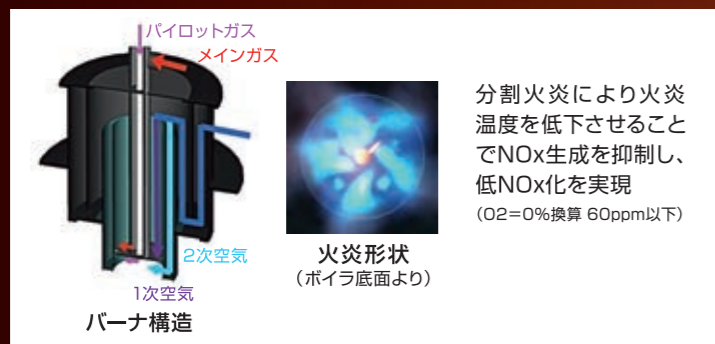 パイロットガス
メインガス
2次空気
1次空気
バーナ構造
火炎形状
(ボイラ底面より)
分割火炎により火炎
温度を低下させること
でNOx生成を抑制し、
低NOx化を実現
(O2=0%換算 60ppm以下)